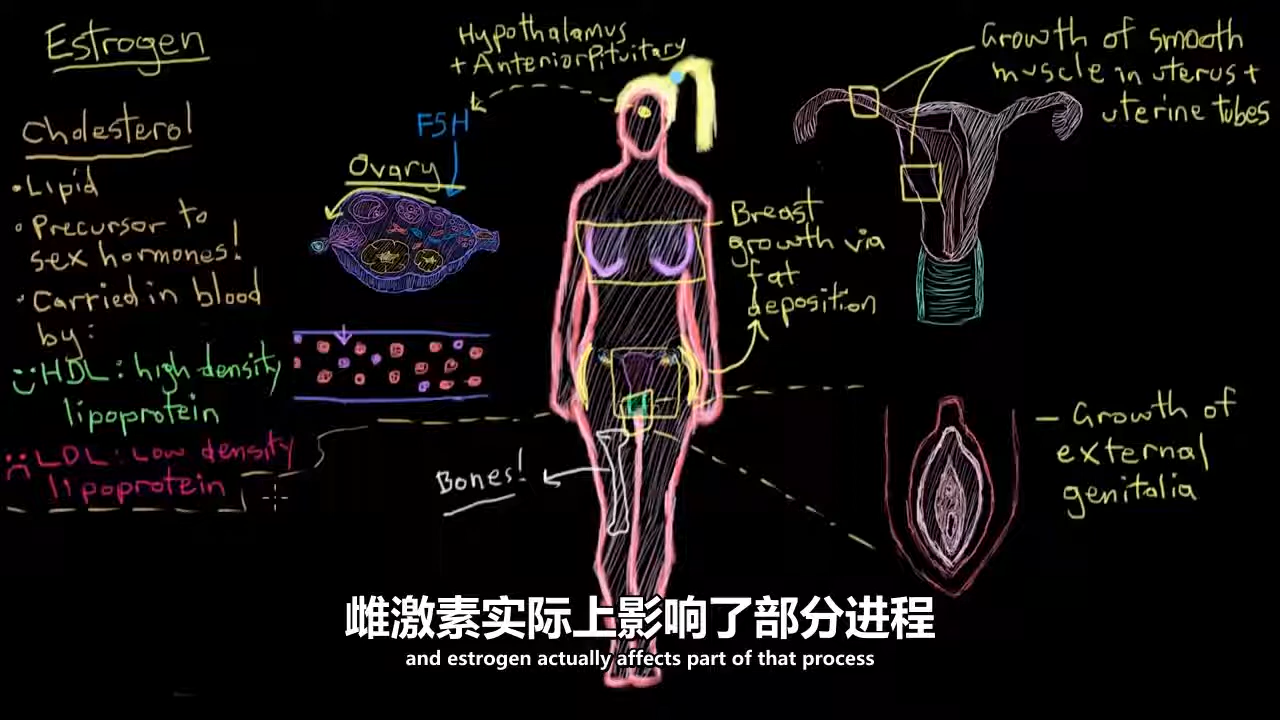 Estrogen
Cholesterol
• Lipid
• Precursor to
sex hormones!
• Carried in blood
by:
HDL: high density
lipoprotein
LDL: Low density
lipoprotein
Hypothalamus
+ Anterior Pituitary
FSH
Ovary
Bones!
Breast
growth via
fat
deposition
Growth of smooth
muscle in uterus +
uterine tubes
- Growth of
external
genitalia
雌激素实际上影响了部分进程
and estrogen actually affects part of that process